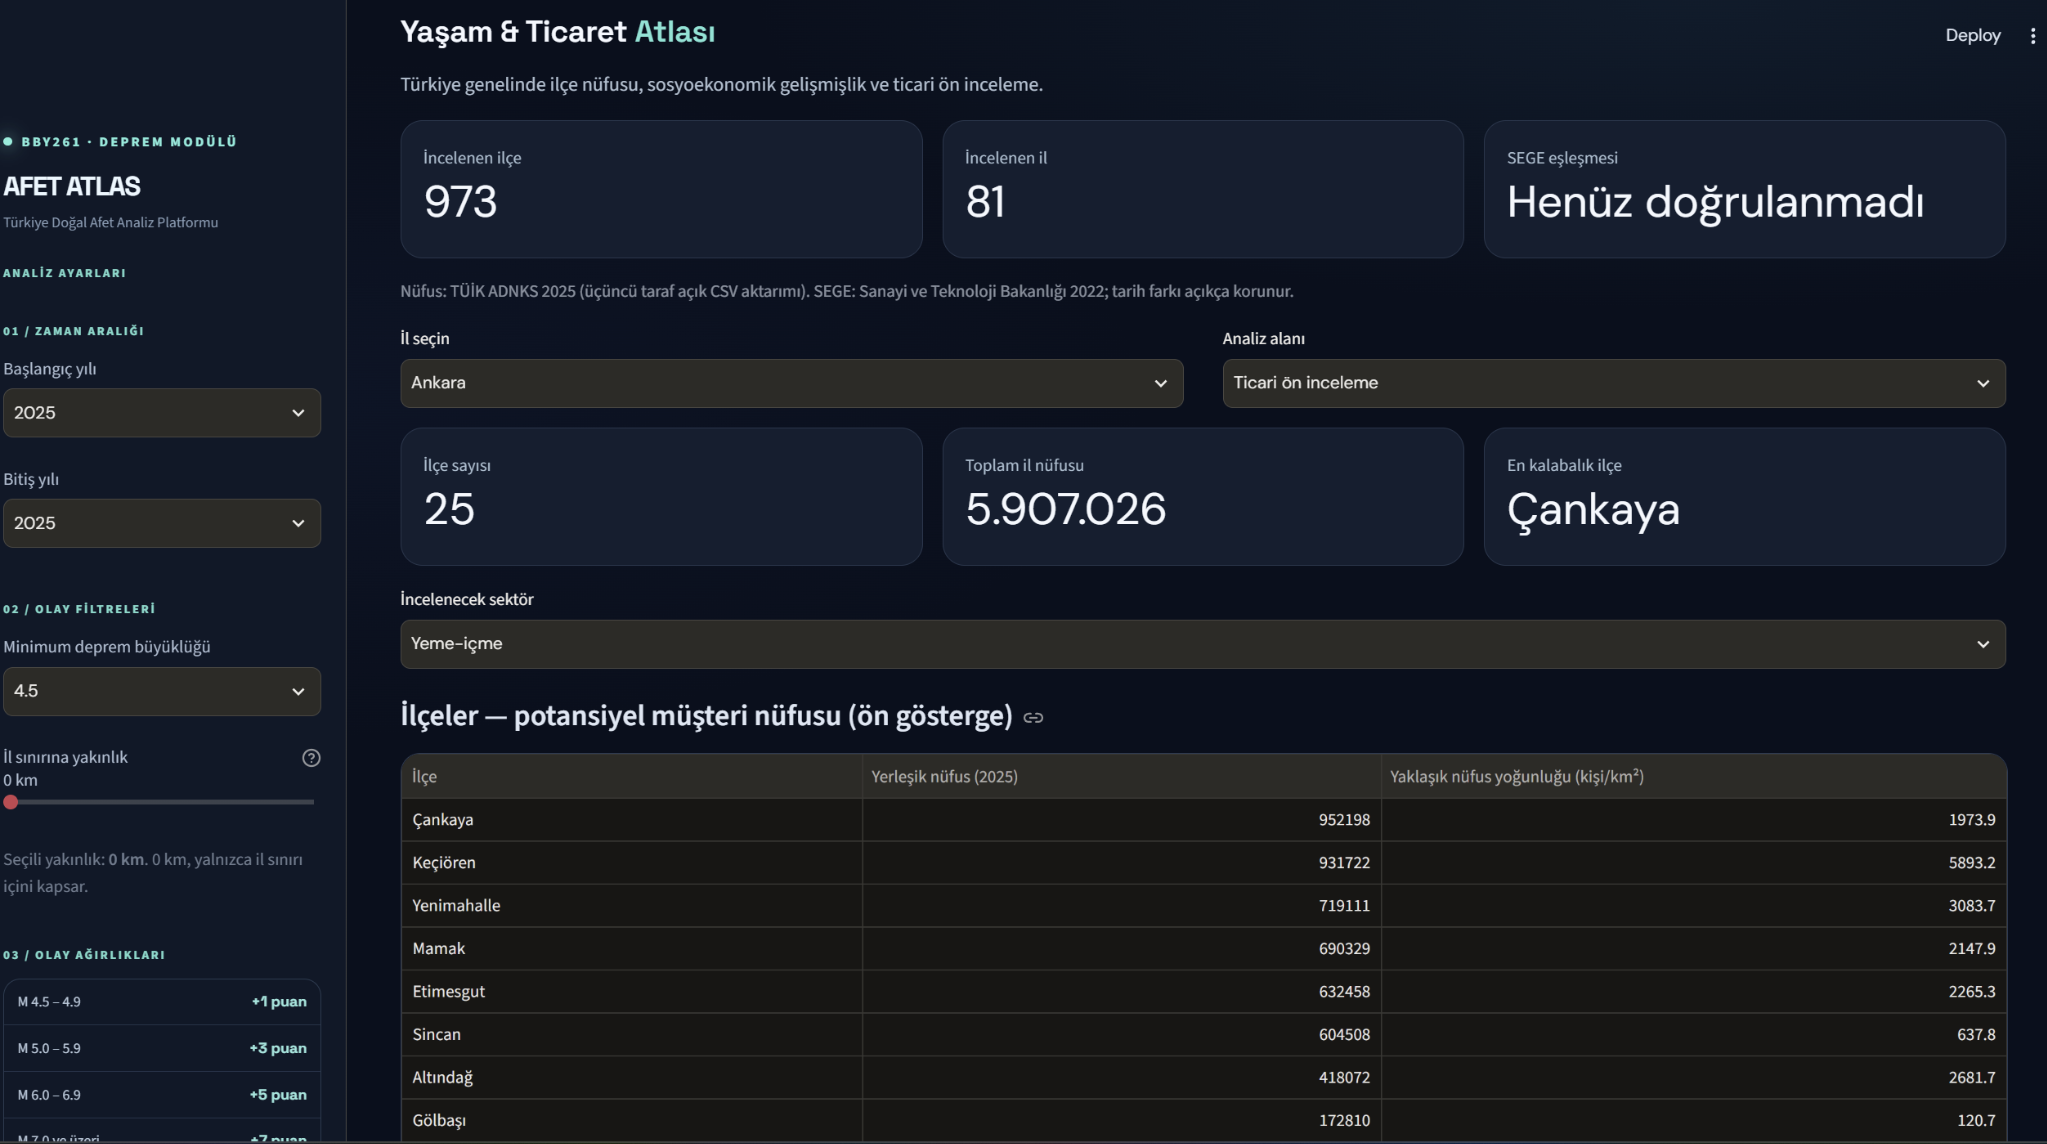 BBY261 · DEPREM MODÜLÜ
AFET ATLAS
Türkiye Doğal Afet Analiz Platformu
ANALİZ AYARLARI
01 / ZAMAN ARALIĞI
Başlangıç yılı
2025
Bitiş yılı
2025
02 / OLAY FİLTRELERİ
Minimum deprem büyüklüğü
4.5
İl sınırına yakınlık
0 km
Seçili yakınlık: 0 km. 0 km, yalnızca il sınırı
içini kapsar.
03 / OLAY AĞIRLIKLARI
M 4.5 – 4.9 +1 puan
M 5.0 – 5.9 +3 puan
M 6.0 – 6.9 +5 puan
M 7.0 ve üzeri +7 puan
Deploy
Yaşam & Ticaret Atlası
Türkiye genelinde ilçe nüfusu, sosyoekonomik gelişmişlik ve ticari ön inceleme.
İncelenen ilçe
973
İncelenen il
81
SEGE eşleşmesi
Henüz doğrulanmadı
Nüfus: TÜİK ADNKS 2025 (üçüncü taraf açık CSV aktarımı). SEGE: Sanayi ve Teknoloji Bakanlığı 2022; tarih farkı açıkça korunur.
İl seçin
Ankara
Analiz alanı
Ticari ön inceleme
İlçe sayısı
25
Toplam il nüfusu
5.907.026
En kalabalık ilçe
Çankaya
İncelenecek sektör
Yeme-içme
İlçeler — potansiyel müşteri nüfusu (ön gösterge)
İlçe Yerleşik nüfus (2025) Yaklaşık nüfus yoğunluğu (kişi/km²)
Çankaya 952198 1973.9
Keçiören 931722 5893.2
Yenimahalle 719111 3083.7
Mamak 690329 2147.9
Etimesgut 632458 2265.3
Sincan 604508 637.8
Altındağ 418072 2681.7
Gölbaşı 172810 120.7